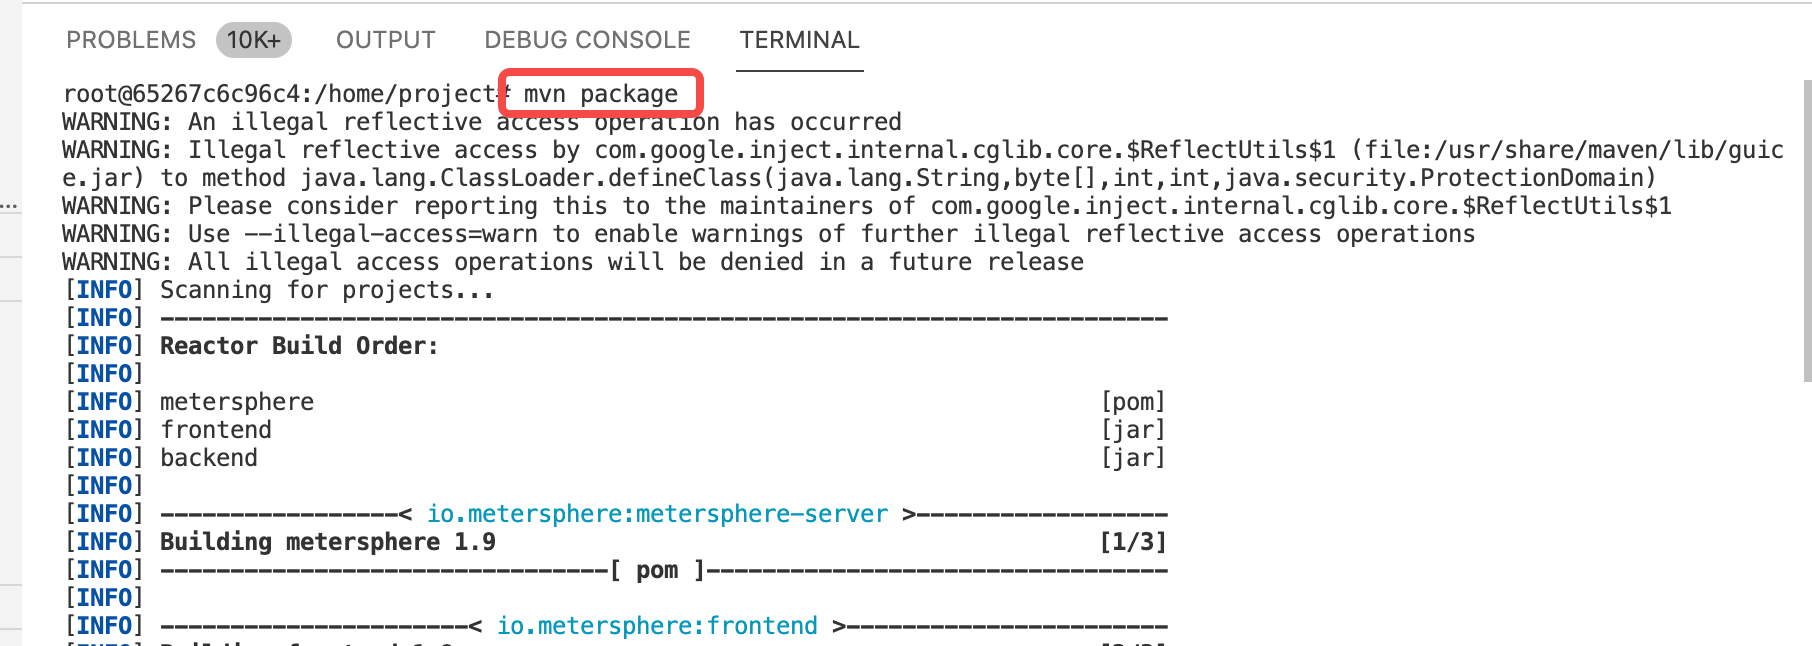 PROBLEMS 10K+ OUTPUT DEBUG CONSOLE TERMINAL
root@65267c6c96c4:/home/project# mvn package
WARNING: An illegal reflective access operation has occurred
WARNING: Illegal reflective access by com.google.inject.internal.cglib.core.$ReflectUtils$1 (file:/usr/share/maven/lib/guic
e.jar) to method java.lang.ClassLoader.defineClass(java.lang.String,byte[],int,int,java.security.ProtectionDomain)
WARNING: Please consider reporting this to the maintainers of com.google.inject.internal.cglib.core.$ReflectUtils$1
WARNING: Use --illegal-access=warn to enable warnings of further illegal reflective access operations
WARNING: All illegal access operations will be denied in a future release
[INFO] Scanning for projects...
[INFO] ------------------------------------------------------------------------
[INFO] Reactor Build Order:
[INFO]
[INFO] metersphere [pom]
[INFO] frontend [jar]
[INFO] backend [jar]
[INFO]
[INFO] -----------------< io.metersphere:metersphere-server >------------------
[INFO] Building metersphere 1.9 [1/3]
[INFO] --------------------------------[ pom ]---------------------------------
[INFO]
[INFO] ----------------------< io.metersphere:frontend >-----------------------